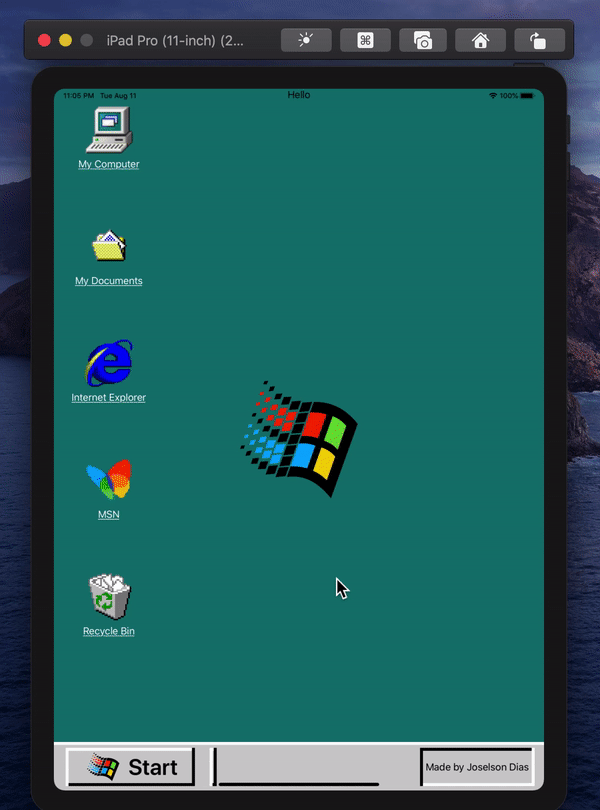 iPad Pro (11-inch) (2...
11:05 PM Tue Aug 11
Hello
100%
My Computer
My Documents
Internet Explorer
MSN
Recycle Bin
Start
Made by Joselson Dias